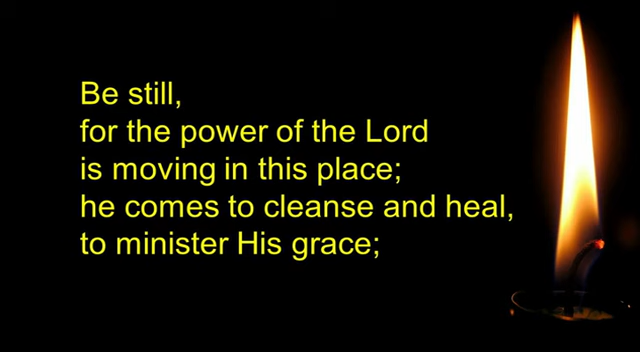 Be still,
for the power of the Lord
is moving in this place;
he comes to cleanse and heal,
to minister His grace;